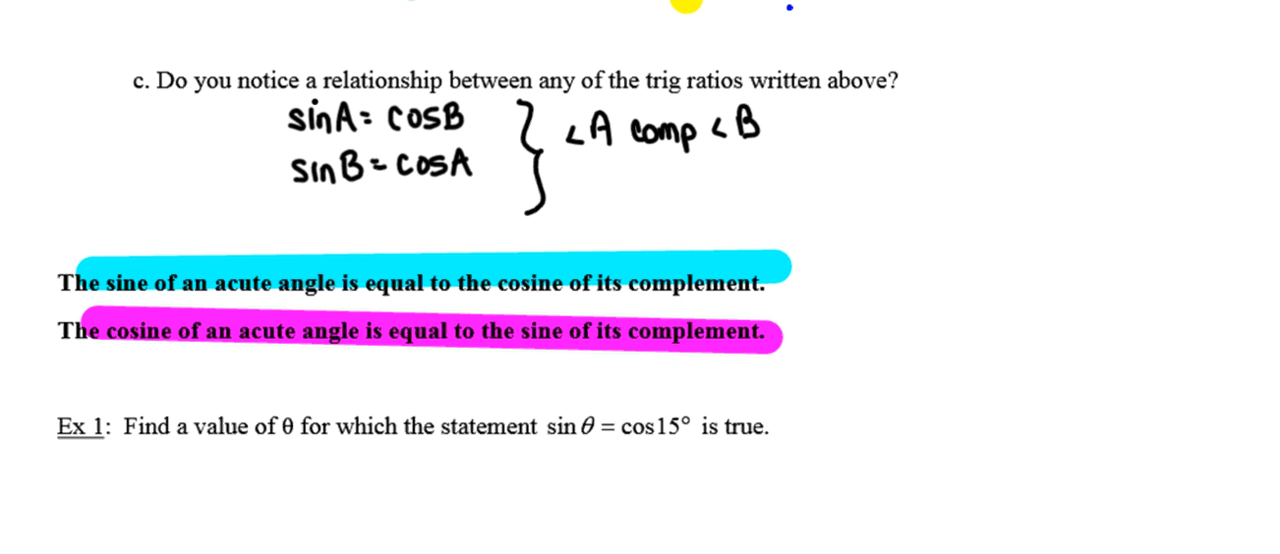 c. Do you notice a relationship between any of the trig ratios written above?
sinA = cosB
sinB = cosA
} ∠A comp ∠B
The sine of an acute angle is equal to the cosine of its complement.
The cosine of an acute angle is equal to the sine of its complement.
Ex 1: Find a value of θ for which the statement sin θ = cos15° is true.